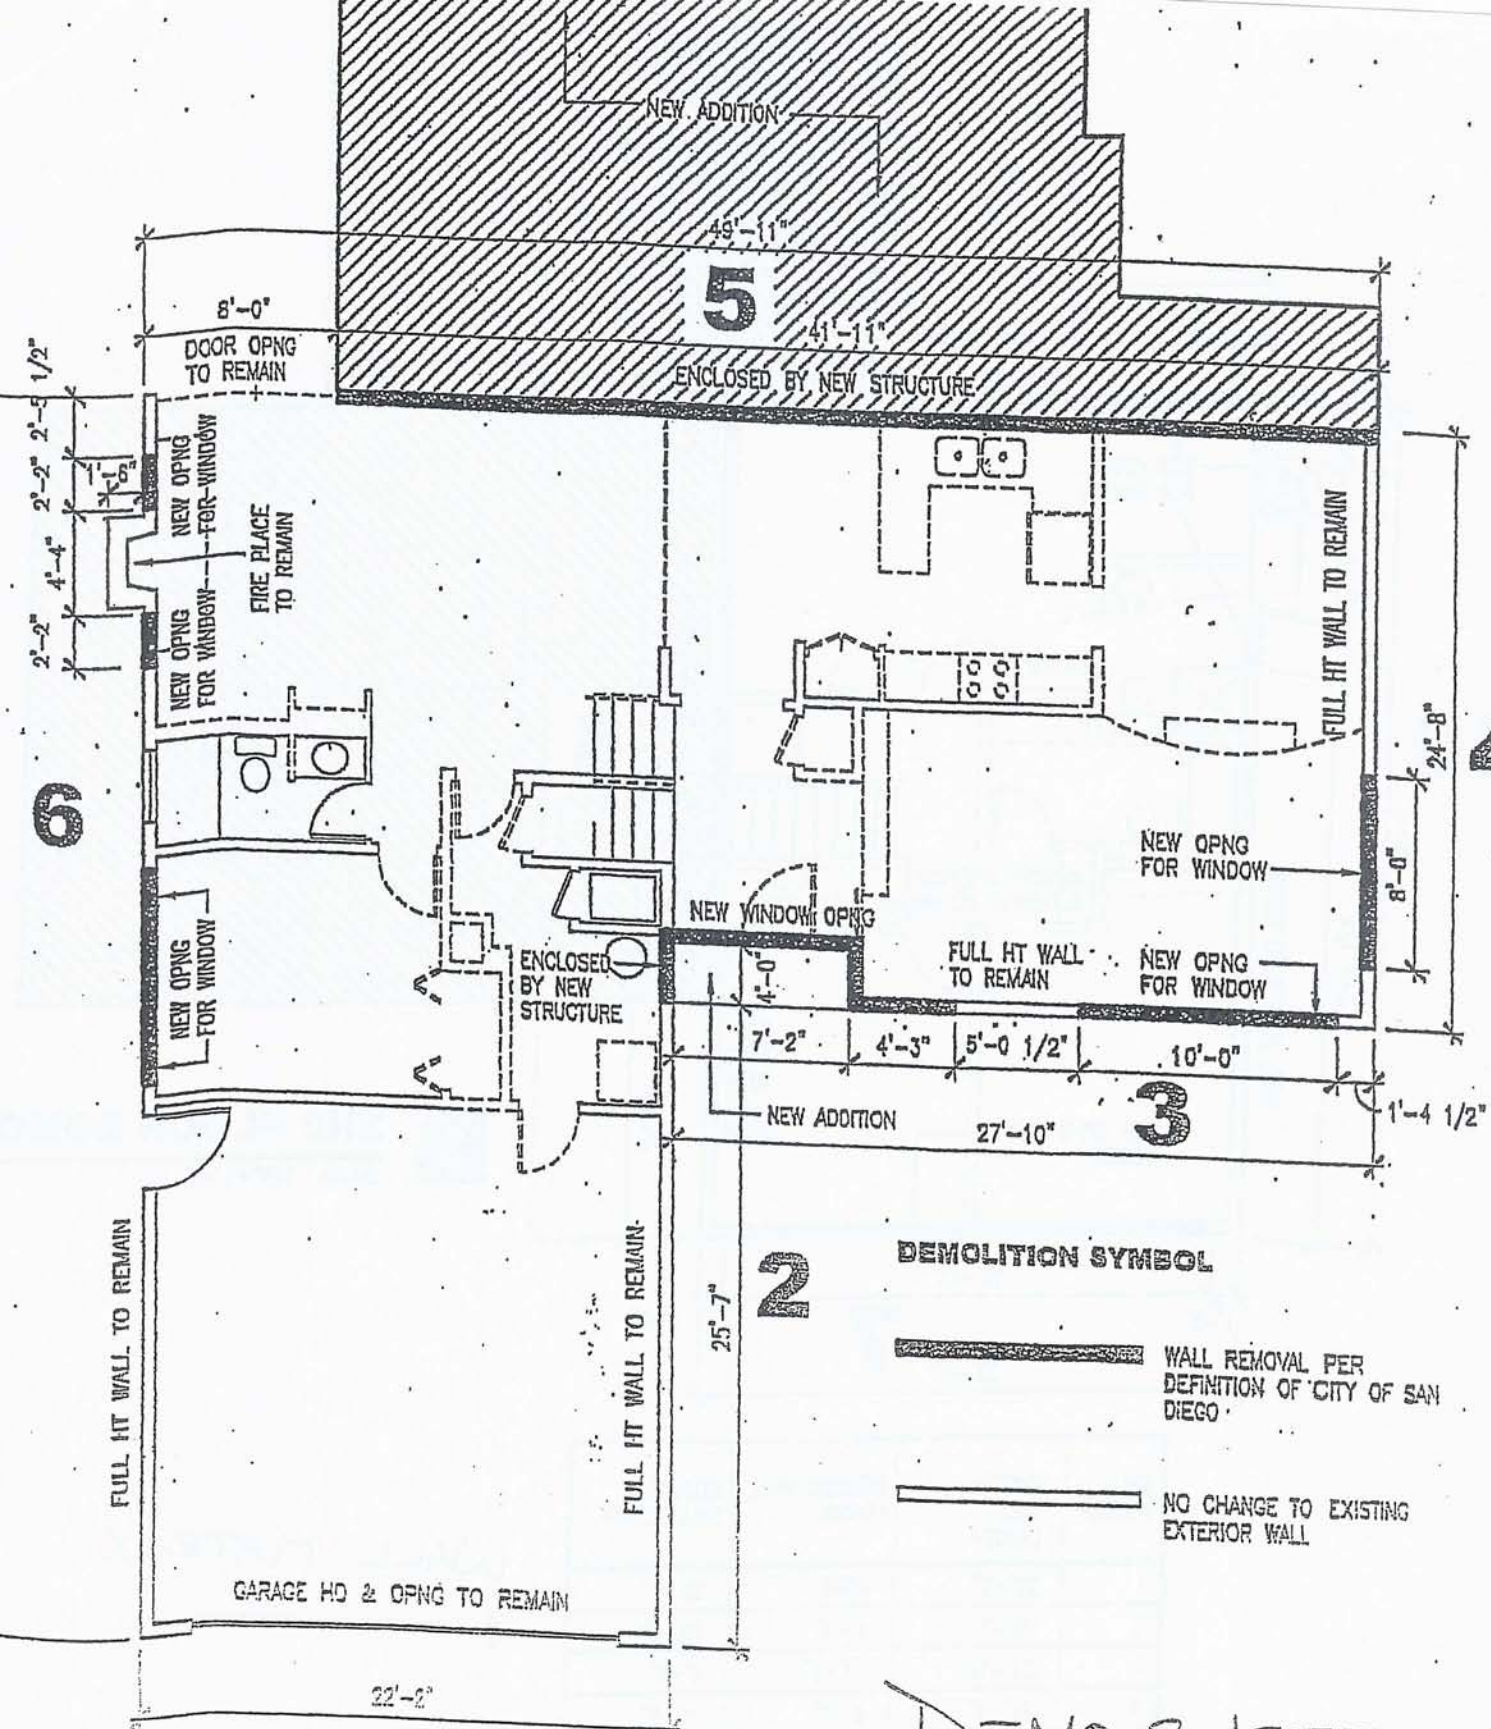 NEW ADDITION
49'-11"
5
8'-0"
41'-11"
DOOR OPNG
TO REMAIN
ENCLOSED BY NEW STRUCTURE
2'-5 1/2"
2'-2"
4'-4"
2'-2"
NEW OPNG
FOR WINDOW
FIRE PLACE
TO REMAIN
NEW OPNG
FOR WINDOW
FULL HT WALL TO REMAIN
24'-8"
6
NEW OPNG
FOR WINDOW
8'-0"
NEW WINDOW OPNG
NEW OPNG
FOR WINDOW
ENCLOSED
BY NEW
STRUCTURE
4'-0"
FULL HT WALL
TO REMAIN
NEW OPNG
FOR WINDOW
7'-2"
4'-3"
5'-0 1/2"
10'-0"
3
1'-4 1/2"
NEW ADDITION
27'-10"
FULL HT WALL TO REMAIN
FULL HT WALL TO REMAIN
25'-7"
2
DEMOLITION SYMBOL
WALL REMOVAL PER
DEFINITION OF CITY OF SAN
DIEGO
NO CHANGE TO EXISTING
EXTERIOR WALL
GARAGE HD & OPNG TO REMAIN
22'-2"